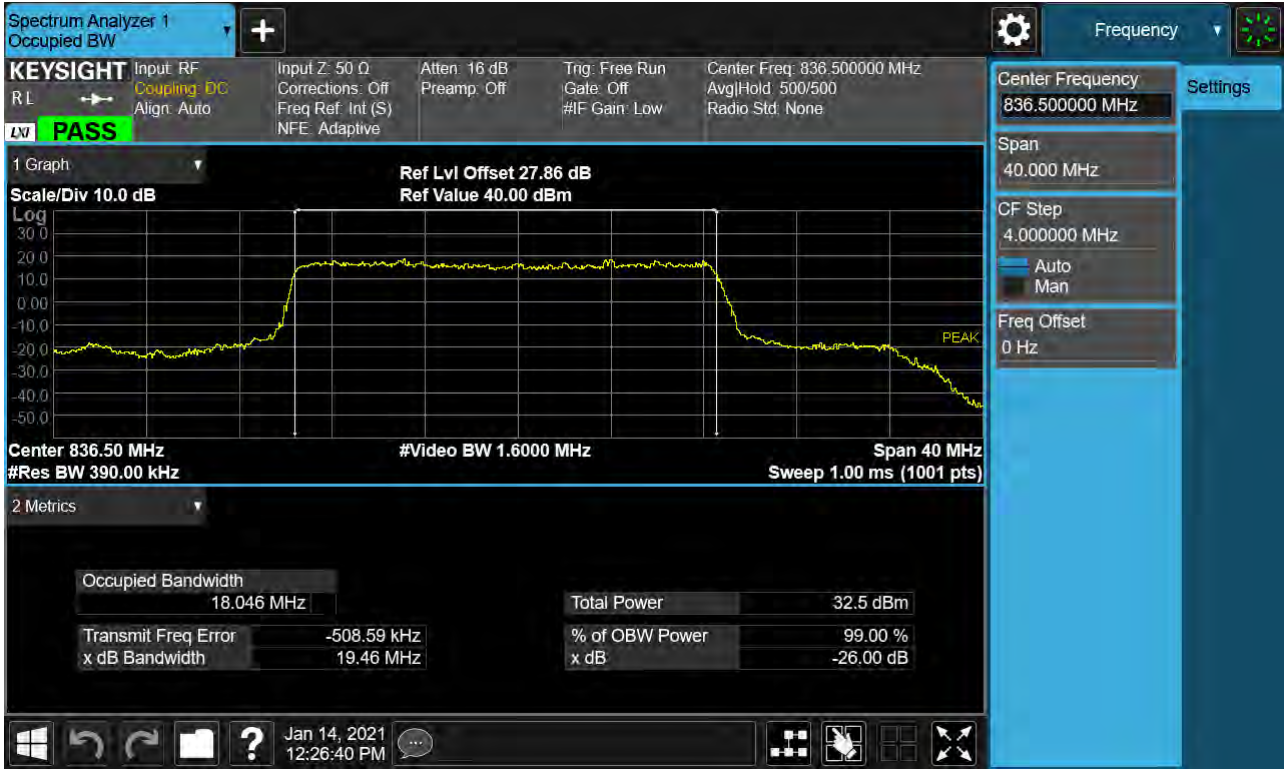 Spectrum Analyzer 1
Occupied BW
+
Frequency
KEYSIGHT
RL
LXI
PASS
Input: RF
Coupling: DC
Align: Auto
Input Z: 50 Ω
Corrections: Off
Freq Ref: Int (S)
NFE: Adaptive
Atten: 16 dB
Preamp: Off
Trig: Free Run
Gate: Off
#IF Gain: Low
Center Freq: 836.500000 MHz
Avg|Hold: 500/500
Radio Std: None
Center Frequency
836.500000 MHz
Settings
Span
40.000 MHz
CF Step
4.000000 MHz
Auto
Man
Freq Offset
0 Hz
1 Graph
Scale/Div 10.0 dB
Ref Lvl Offset 27.86 dB
Ref Value 40.00 dBm
Log
30.0
20.0
10.0
0.00
-10.0
-20.0
-30.0
-40.0
-50.0
PEAK
Center 836.50 MHz
#Video BW 1.6000 MHz
Span 40 MHz
#Res BW 390.00 kHz
Sweep 1.00 ms (1001 pts)
2 Metrics
Occupied Bandwidth
18.046 MHz
Total Power 32.5 dBm
Transmit Freq Error -508.59 kHz
% of OBW Power 99.00 %
x dB Bandwidth 19.46 MHz
x dB -26.00 dB
?
Jan 14, 2021
12:26:40 PM